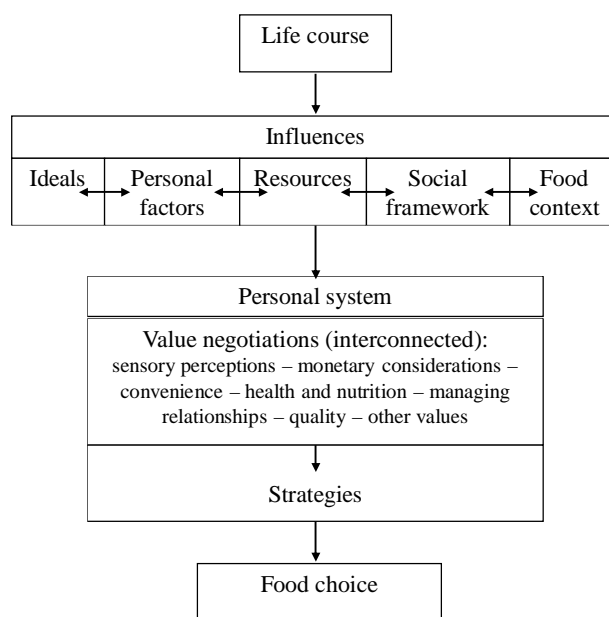 Life course
Influences
Ideals Personal Resources Social Food
factors framework context
Personal system
Value negotiations (interconnected):
sensory perceptions – monetary considerations –
convenience – health and nutrition – managing
relationships – quality – other values
Strategies
Food choice